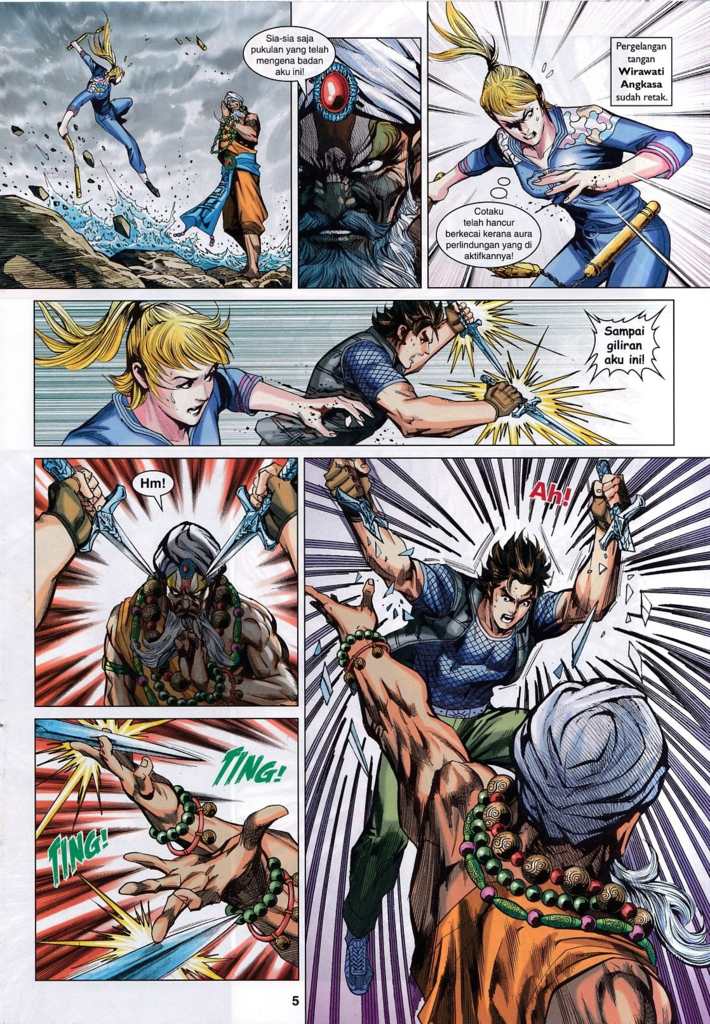 Sia-sia saja
pukulan yang telah
mengena badan
aku ini!
Pergelangan
tangan
Wirawati
Angkasa
sudah retak.
Cotaku
telah hancur
berkecai kerana aura
perlindungan yang di
aktifkannya!
Sampai
giliran
aku ini!
Hm!
Ah!
TING!
TING!
5